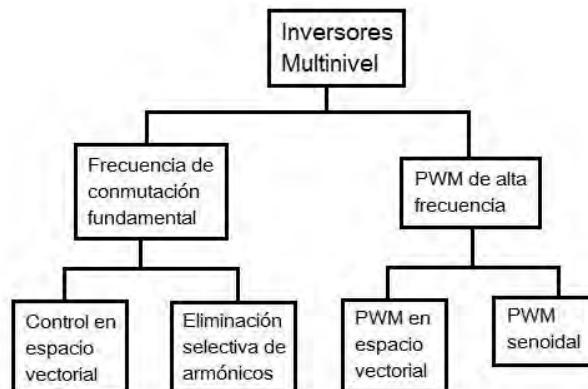 Inversores
Multinivel
Frecuencia de
conmutación
fundamental
PWM de alta
frecuencia
Control en
espacio
vectorial
Eliminación
selectiva de
armónicos
PWM en
espacio
vectorial
PWM
senoidal